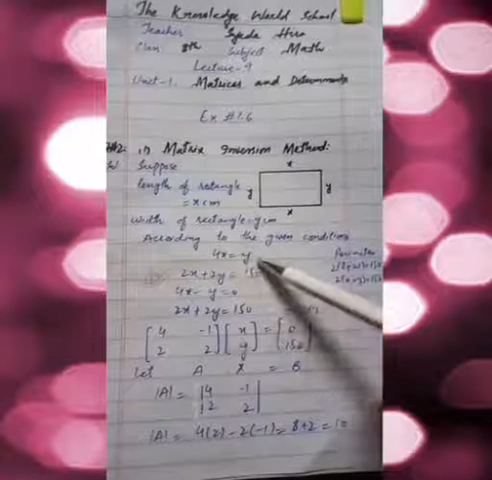 The Knowledge World School
Teacher Syeda Hira
Class 8th Subject Math
Lecture-9
Unit-1. Matrices and Determinants
Ex #1.6
(i) Matrix Inversion Method:
Sol Suppose
x
length of rectangle y y
= x cm
x
width of rectangle = y cm
According to the given condition
4x = y Perimeter
2x + 2y = 150
4x - y = 0
2x + 2y = 150
[4 -1] [x] = [0]
[2 2] [y] [150]
Let A X = B
|A| = |4 -1|
|2 2|
|A| = 4(2) - 2(-1) = 8+2 = 10